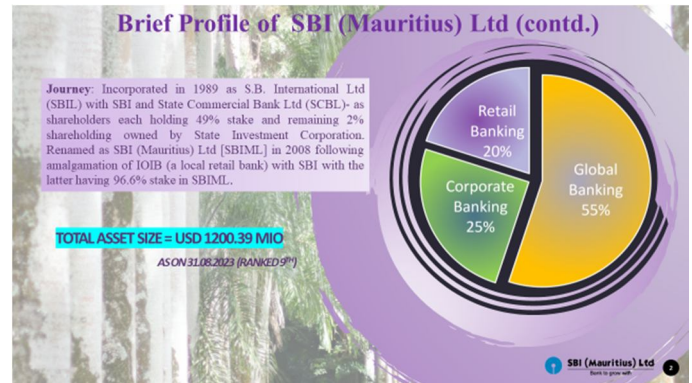 Brief Profile of SBI (Mauritius) Ltd (contd.)
Journey: Incorporated in 1989 as S.B. International Ltd
(SBIL) with SBI and State Commercial Bank Ltd (SCBL)- as
shareholders each holding 49% stake and remaining 2%
shareholding owned by State Investment Corporation.
Renamed as SBI (Mauritius) Ltd [SBIML] in 2008 following
amalgamation of IOIB (a local retail bank) with SBI with the
latter having 96.6% stake in SBIML.
TOTAL ASSET SIZE = USD 1200.39 MIO
AS ON 31.08.2023 (RANKED 9TH)
Retail
Banking
20%
Global
Banking
55%
Corporate
Banking
25%
SBI (Mauritius) Ltd
Bank to grow with
2